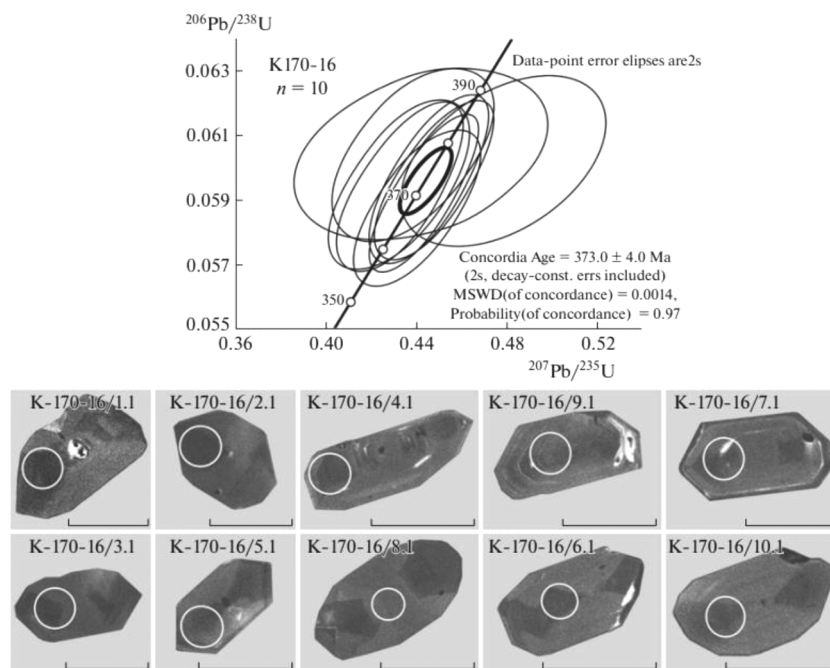 ²⁰⁶Pb/²³⁸U
K170-16
n = 10
Data-point error elipses are2s
0.063
0.061
0.059
0.057
0.055
390
370
350
Concordia Age = 373.0 ± 4.0 Ma
(2s, decay-const. errs included)
MSWD(of concordance) = 0.0014,
Probability(of concordance) = 0.97
0.36 0.40 0.44 0.48 0.52
²⁰⁷Pb/²³⁵U
K-170-16/1.1 K-170-16/2.1 K-170-16/4.1 K-170-16/9.1 K-170-16/7.1
K-170-16/3.1 K-170-16/5.1 K-170-16/8.1 K-170-16/6.1 K-170-16/10.1